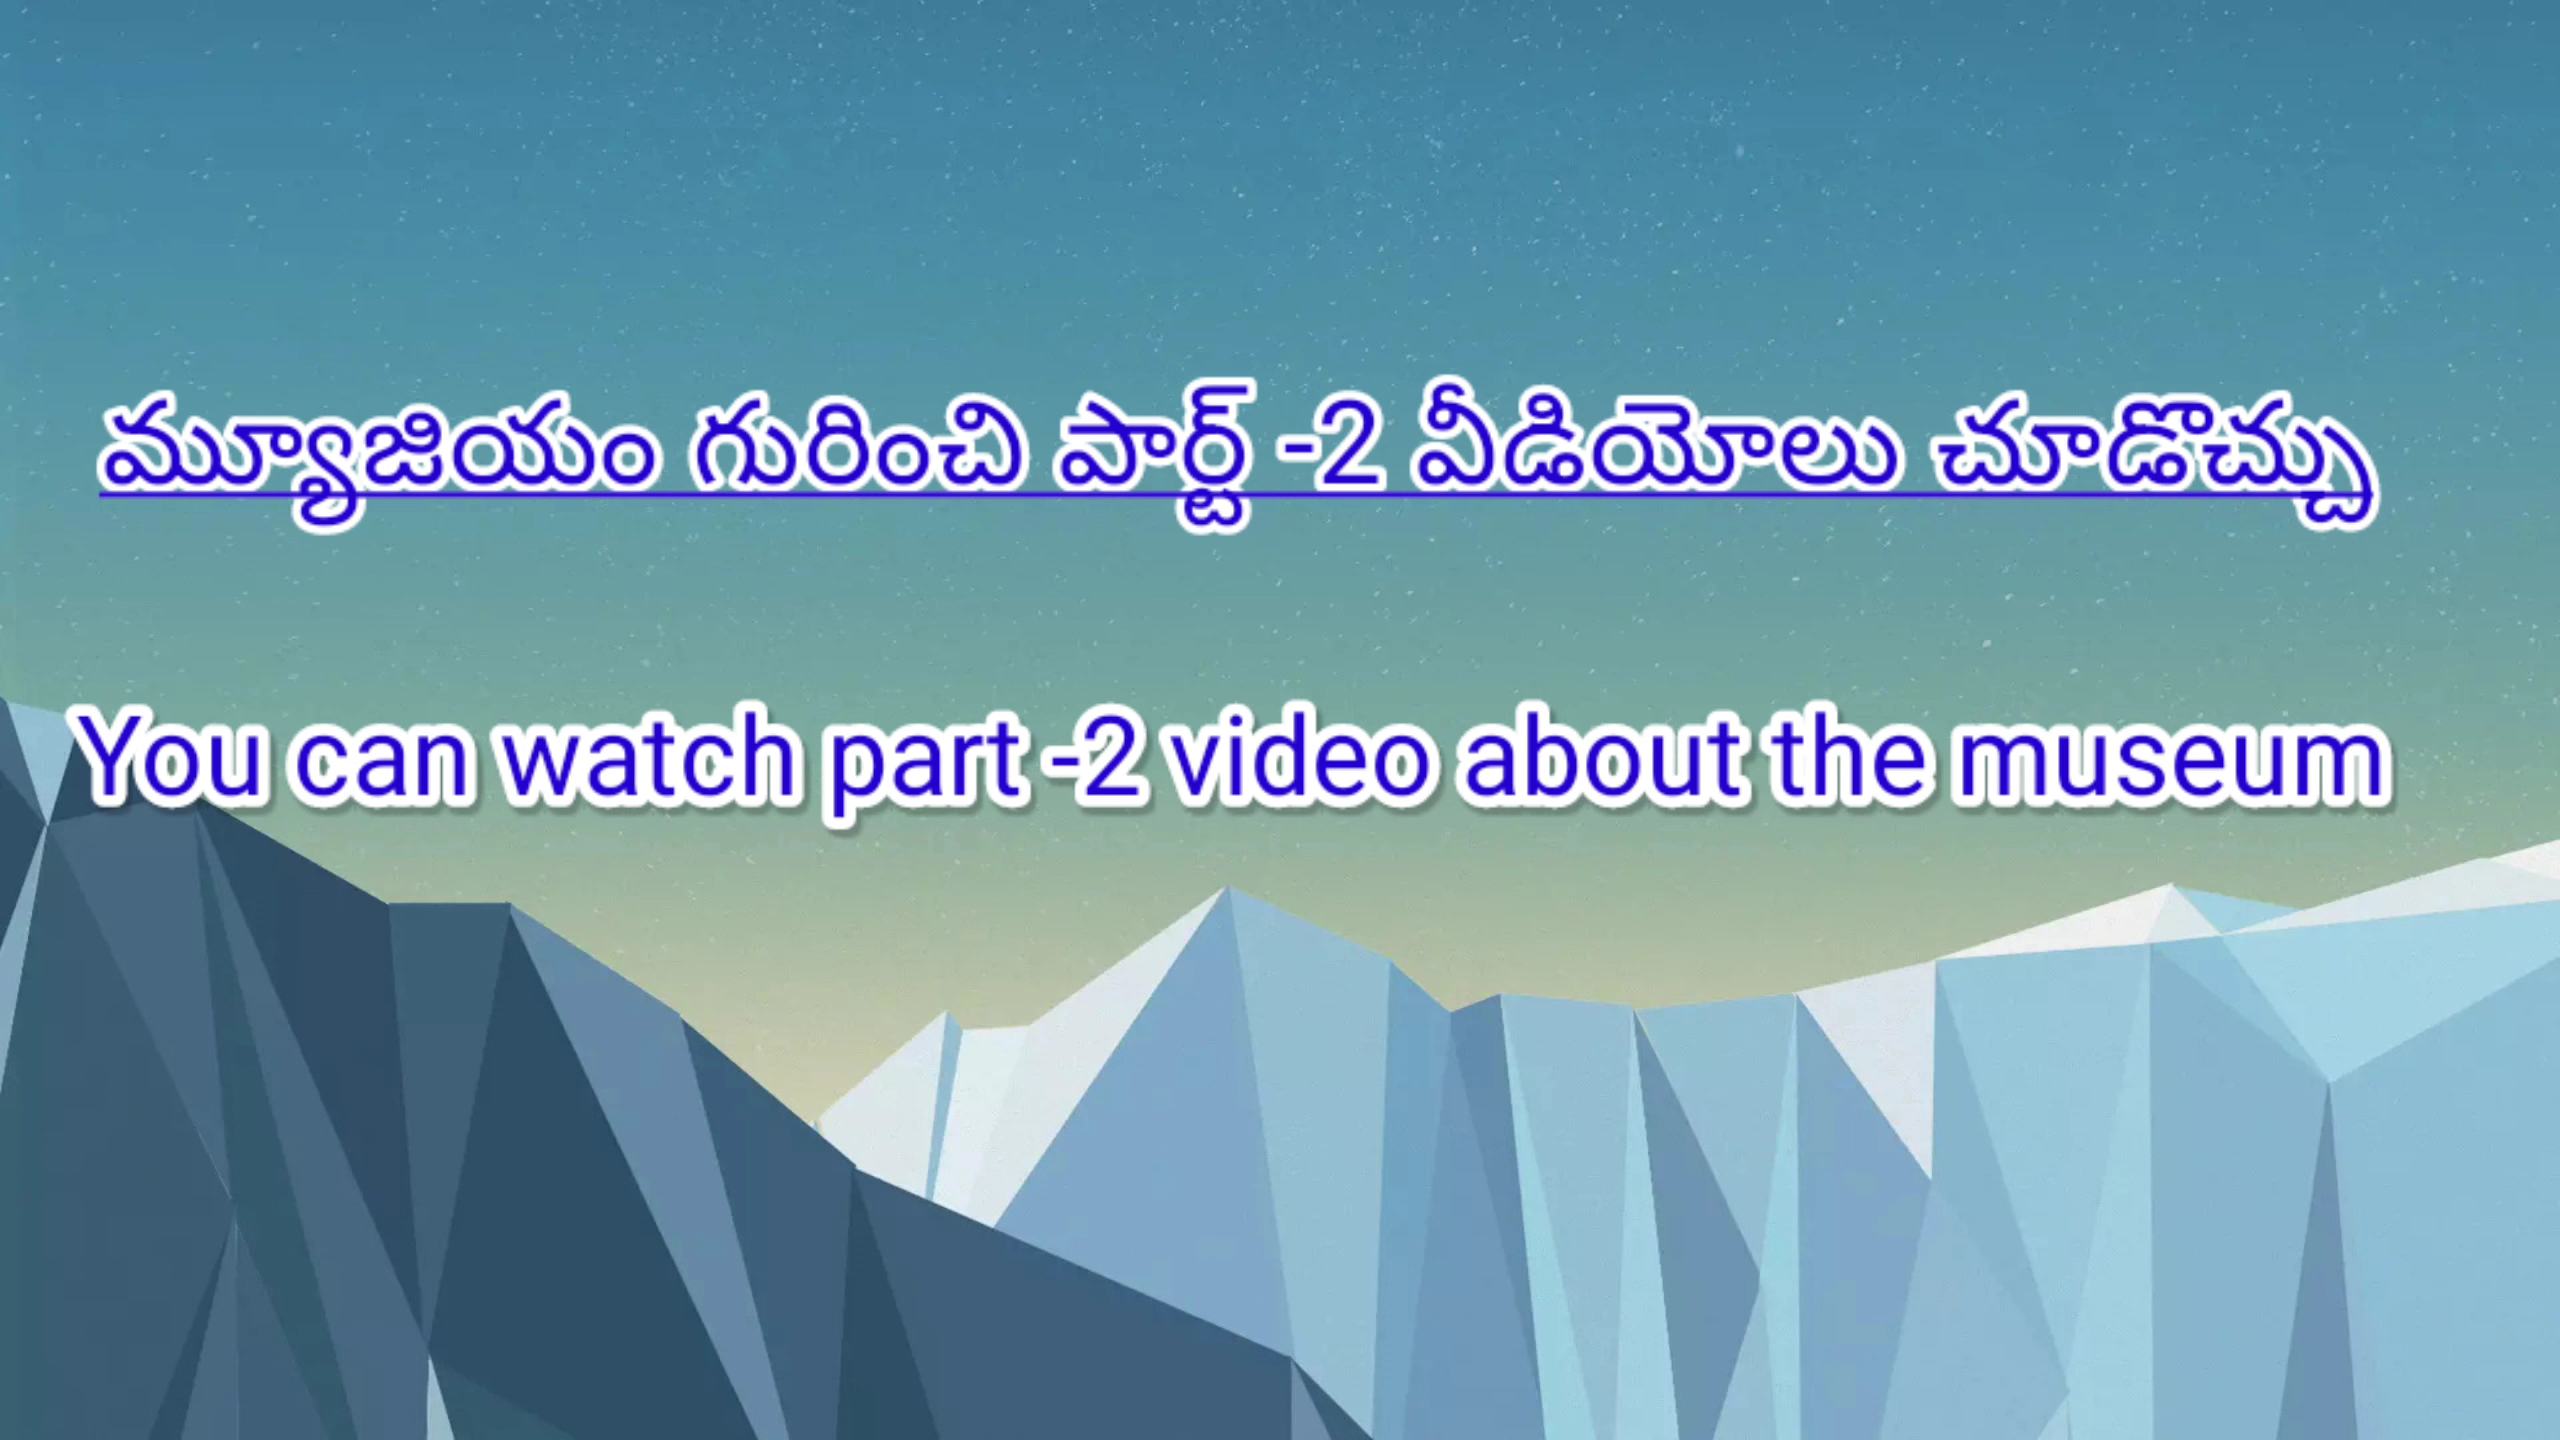 మ్యూజియం గురించి పార్ట్ -2 వీడియోలు చూడొచ్చు
You can watch part -2 video about the museum